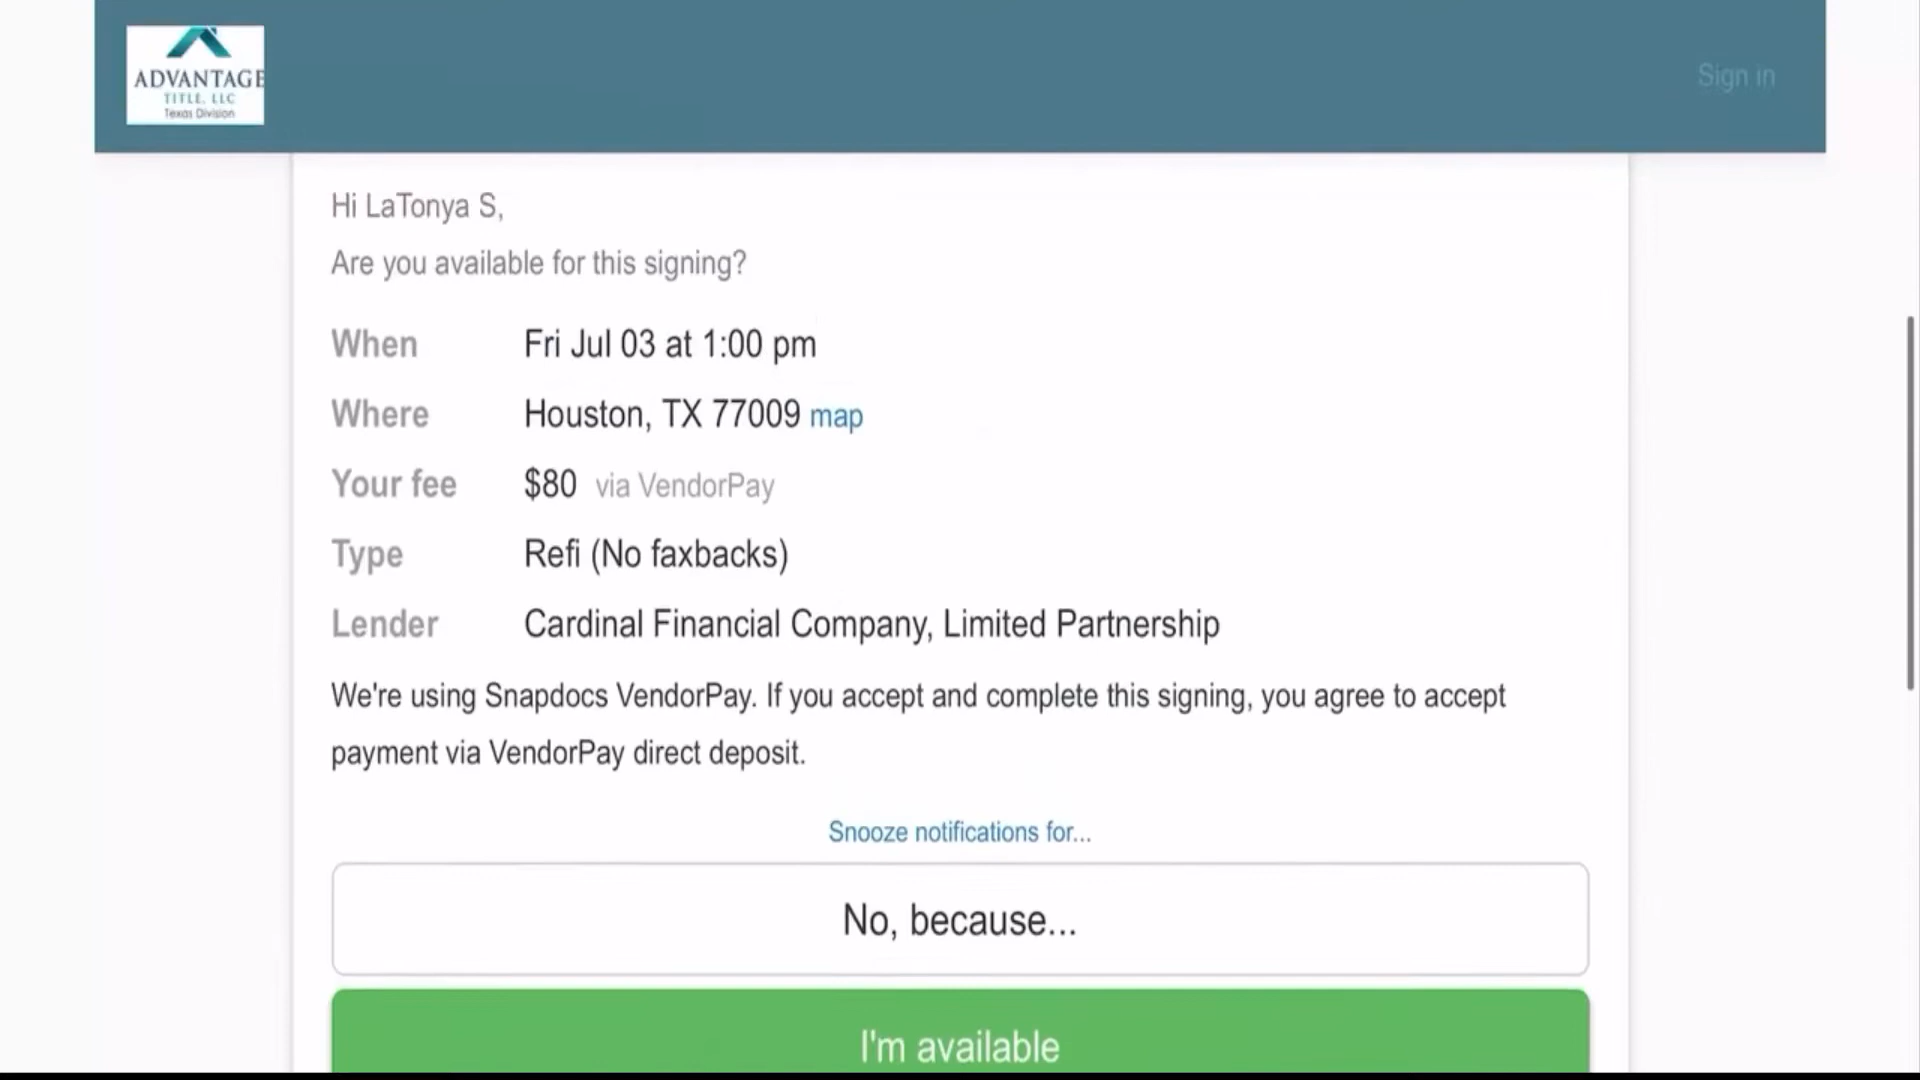 ADVANTAGE
TITLE, LLC
Texas Division
Sign in
Hi LaTonya S,
Are you available for this signing?
When Fri Jul 03 at 1:00 pm
Where Houston, TX 77009 map
Your fee $80 via VendorPay
Type Refi (No faxbacks)
Lender Cardinal Financial Company, Limited Partnership
We're using Snapdocs VendorPay. If you accept and complete this signing, you agree to accept
payment via VendorPay direct deposit.
Snooze notifications for...
No, because...
I'm available